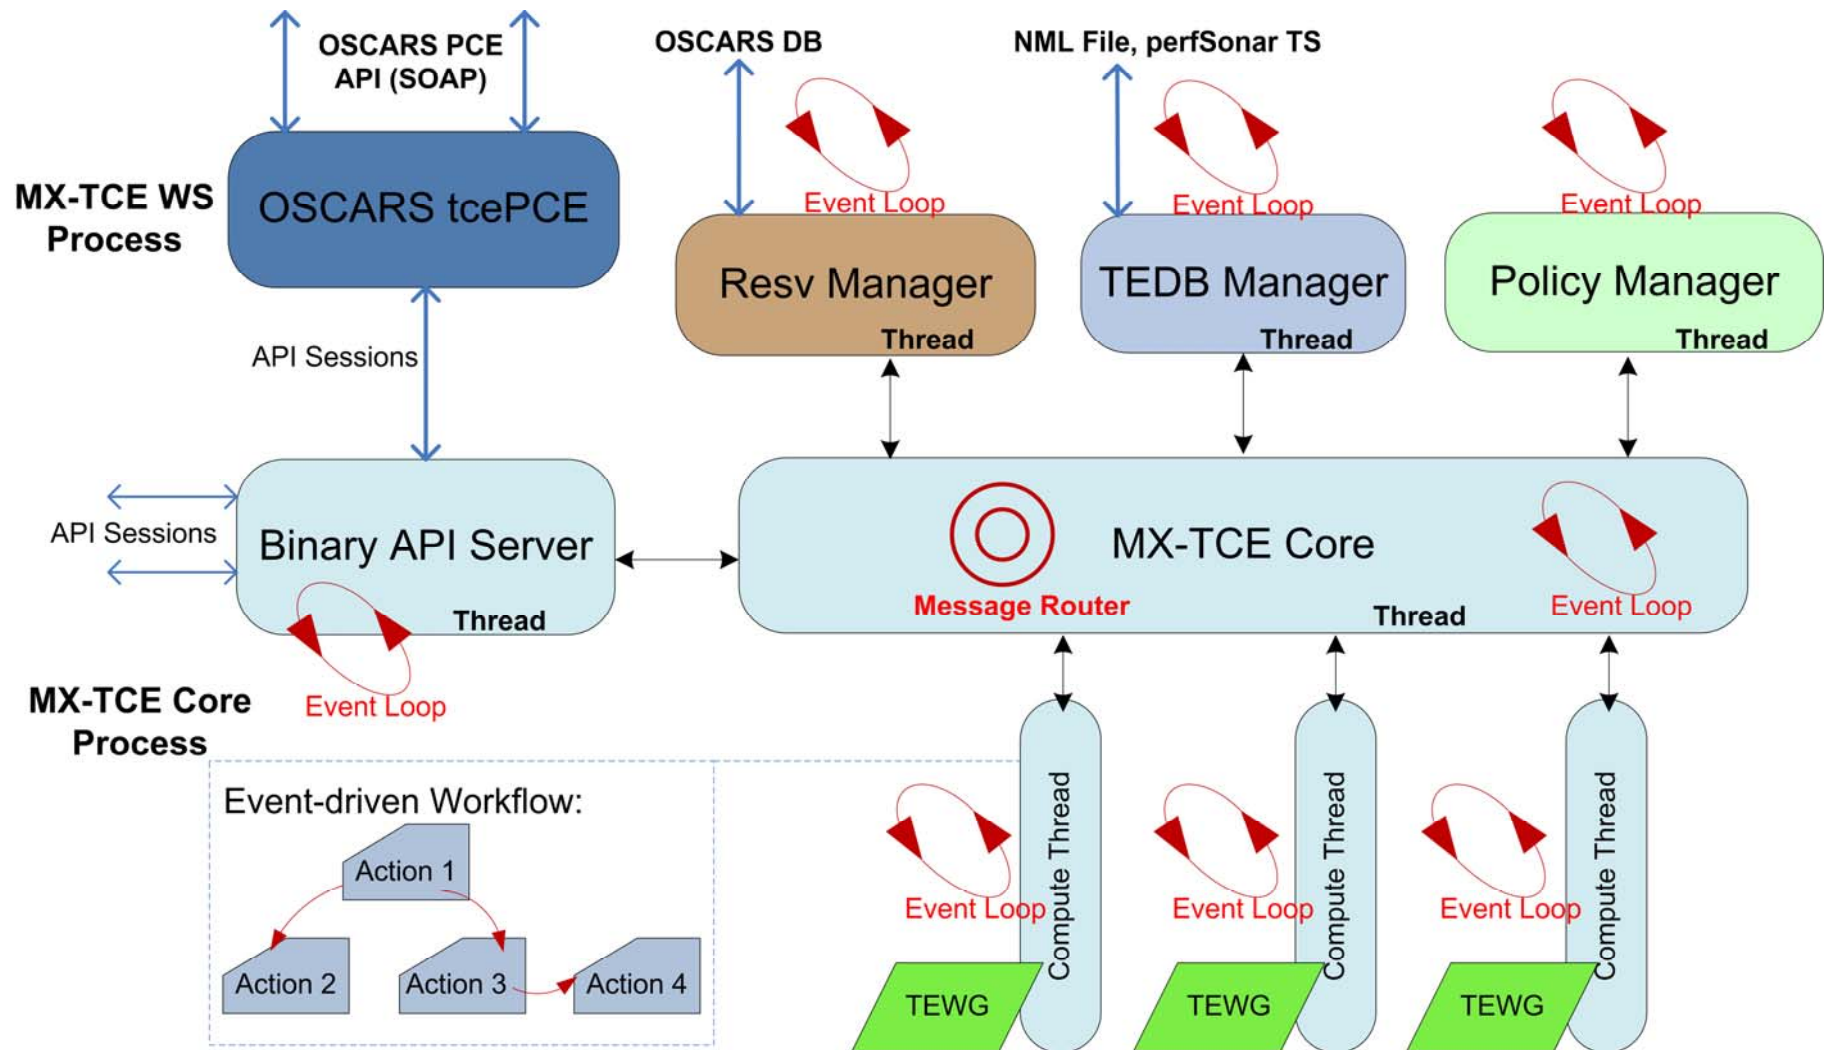 OSCARS PCE
API (SOAP)
OSCARS DB
NML File, perfSonar TS
MX-TCE WS
Process
OSCARS tcePCE
Event Loop
Event Loop
Event Loop
Resv Manager
Thread
TEDB Manager
Thread
Policy Manager
Thread
API Sessions
API Sessions
Binary API Server
Thread
Event Loop
MX-TCE Core
Message Router
Thread
Event Loop
MX-TCE Core
Process
Event-driven Workflow:
Action 1
Action 2
Action 3
Action 4
Event Loop
Compute Thread
TEWG
Event Loop
Compute Thread
TEWG
Event Loop
Compute Thread
TEWG